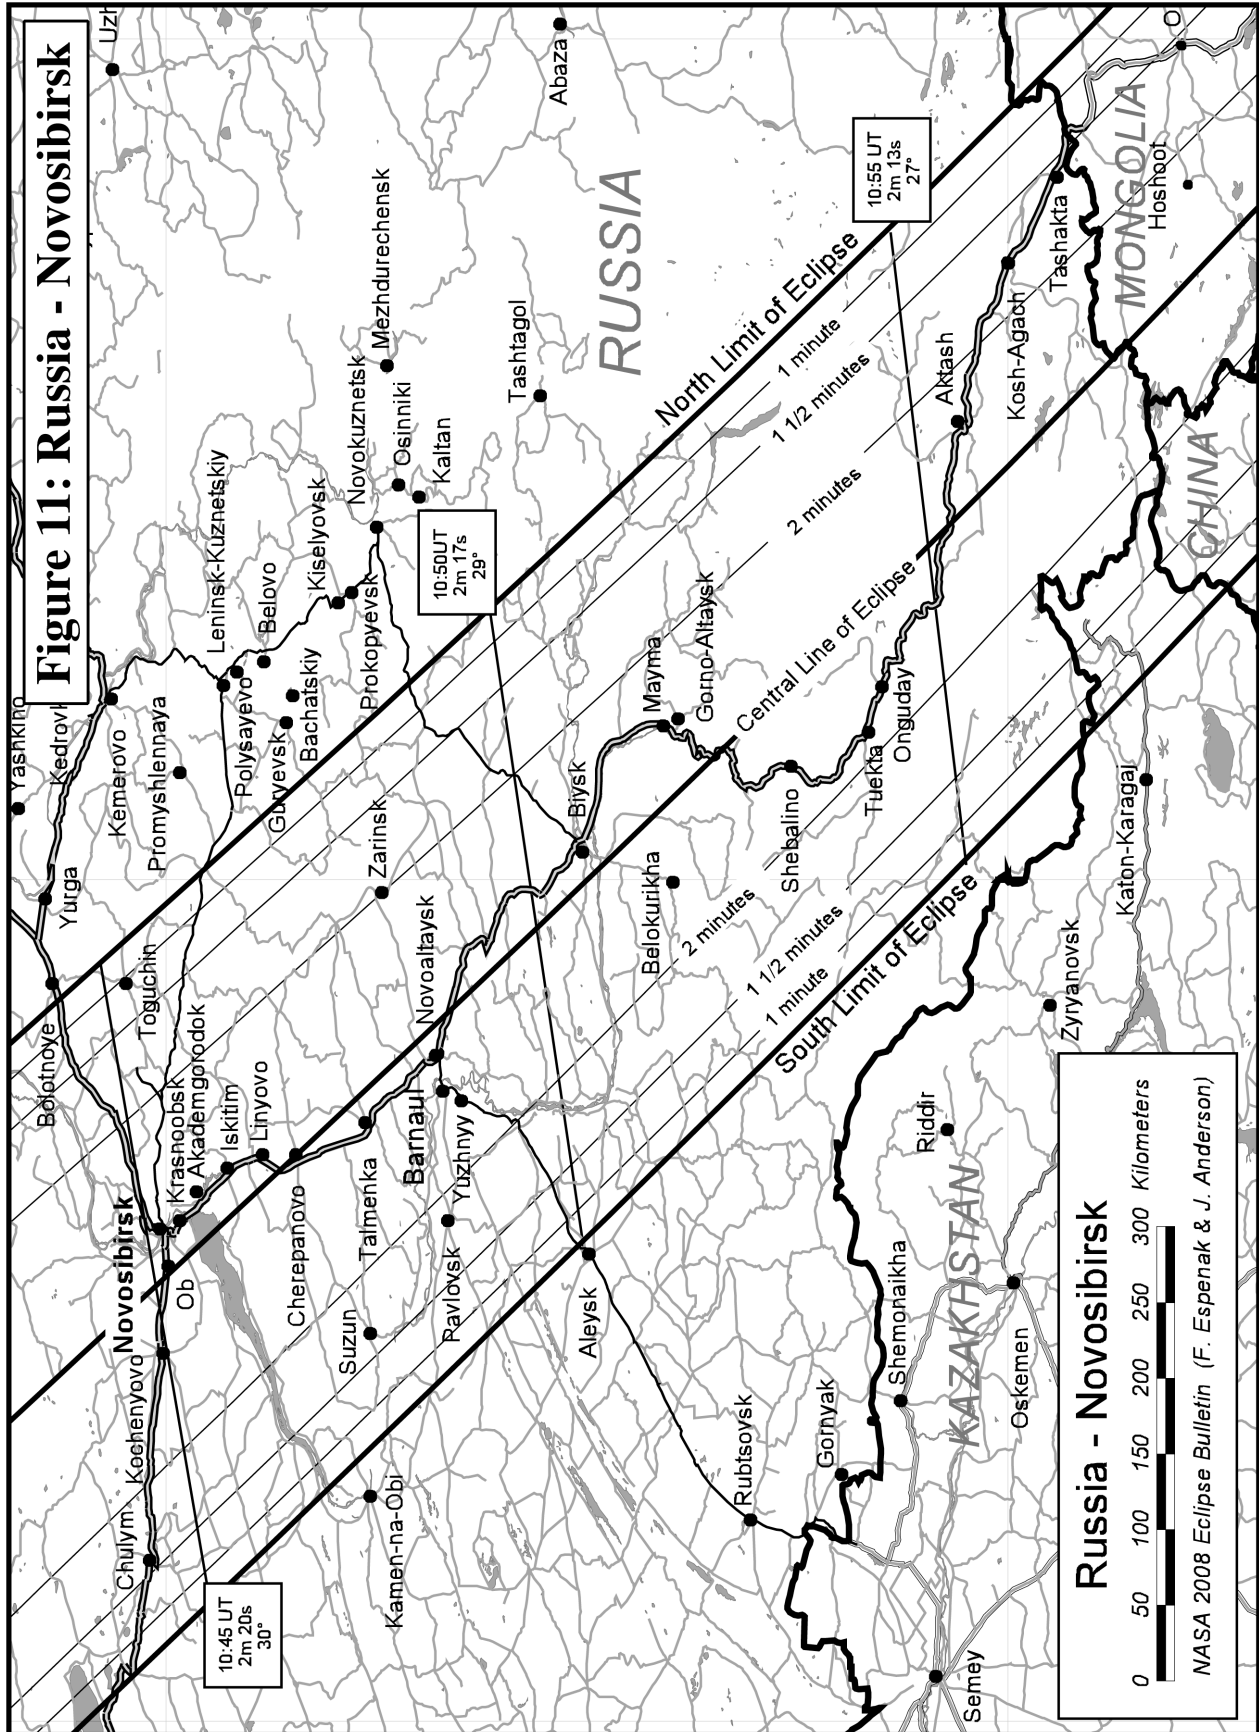 Figure 11: Russia - Novosibirsk
Abaza
Yashkino
Kemerovo
Yurga
Promyshlennaya
Leninsk-Kuznetskiy
Polysayevo
Belovo
Guryevsk
Bachatskiy
Kiselyovsk
Prokopyevsk
Novokuznetsk
Osinniki
Kaltan
Mezhdurechensk
Tashtagol
RUSSIA
Bolotnoye
Toguchin
Zarinsk
Novosibirsk
Krasnoobsk
Akademgorodok
Iskitim
Linyovo
Ob
Cherepanovo
Talmenka
Suzun
Novoaltaysk
Barnaul
Yuzhnyy
Pavlovsk
Biysk
Belokurikha
Mayma
Gorno-Altaysk
Shebalino
Tuekta
Onguday
Aktash
Kosh-Agach
Tashakta
MONGOLIA
Hoshoot
CHINA
Chulym
Kochenyovo
Kamen-na-Obi
Aleysk
Rubtsovsk
Gornyak
Shemonaikha
KAZAKHSTAN
Riddir
Oskemen
Zyryanovsk
Katon-Karagaj
Semey
North Limit of Eclipse
1 minute
1 1/2 minutes
2 minutes
Central Line of Eclipse
2 minutes
1 1/2 minutes
1 minute
South Limit of Eclipse
10:45 UT
2m 20s
30°
10:50UT
2m 17s
29°
10:55 UT
2m 13s
27°
Russia - Novosibirsk
0 50 100 150 200 250 300 Kilometers
NASA 2008 Eclipse Bulletin (F. Espenak & J. Anderson)